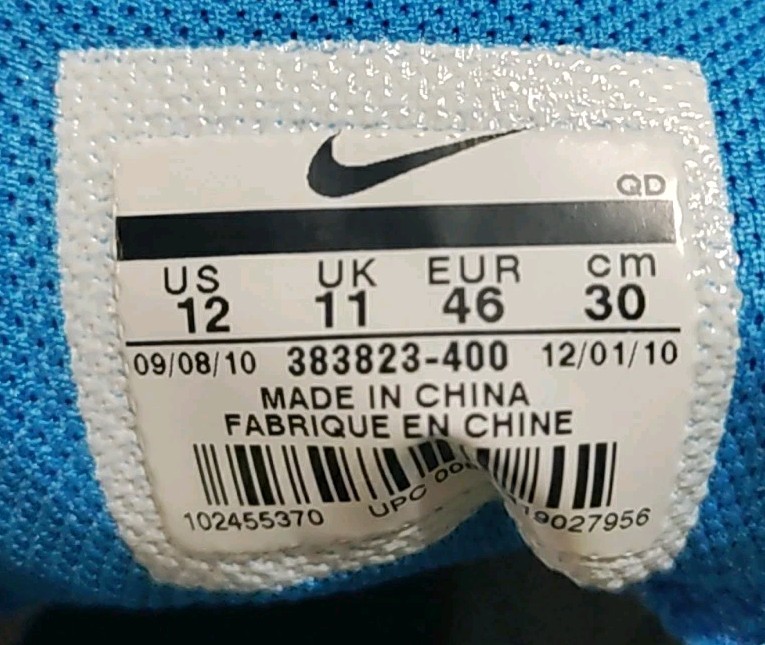 QD
US UK EUR cm
12 11 46 30
09/08/10 383823-400 12/01/10
MADE IN CHINA
FABRIQUE EN CHINE
102455370 UPC